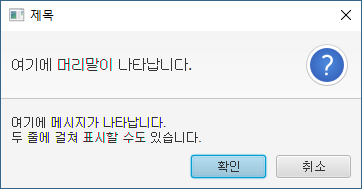 제목
여기에 머리말이 나타납니다.
?
여기에 메시지가 나타납니다.
두 줄에 걸쳐 표시할 수도 있습니다.
확인 취소